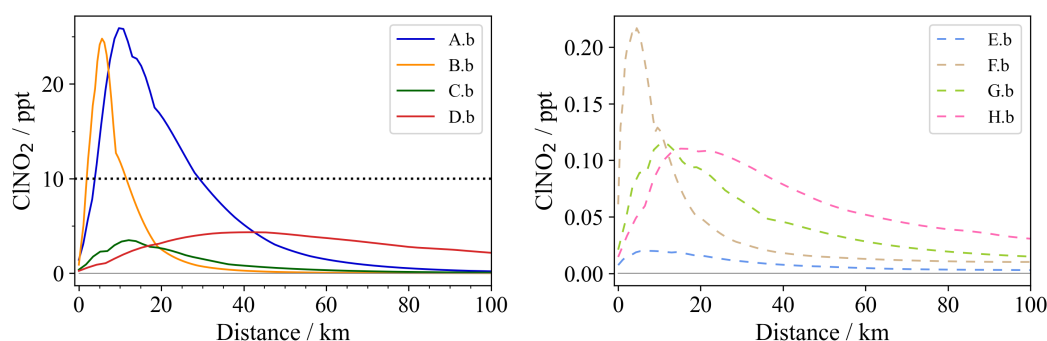 ClNO₂ / ppt
20
10
0
0
20
40
60
80
100
Distance / km
A.b
B.b
C.b
D.b
ClNO₂ / ppt
0.20
0.15
0.10
0.05
0.00
0
20
40
60
80
100
Distance / km
E.b
F.b
G.b
H.b